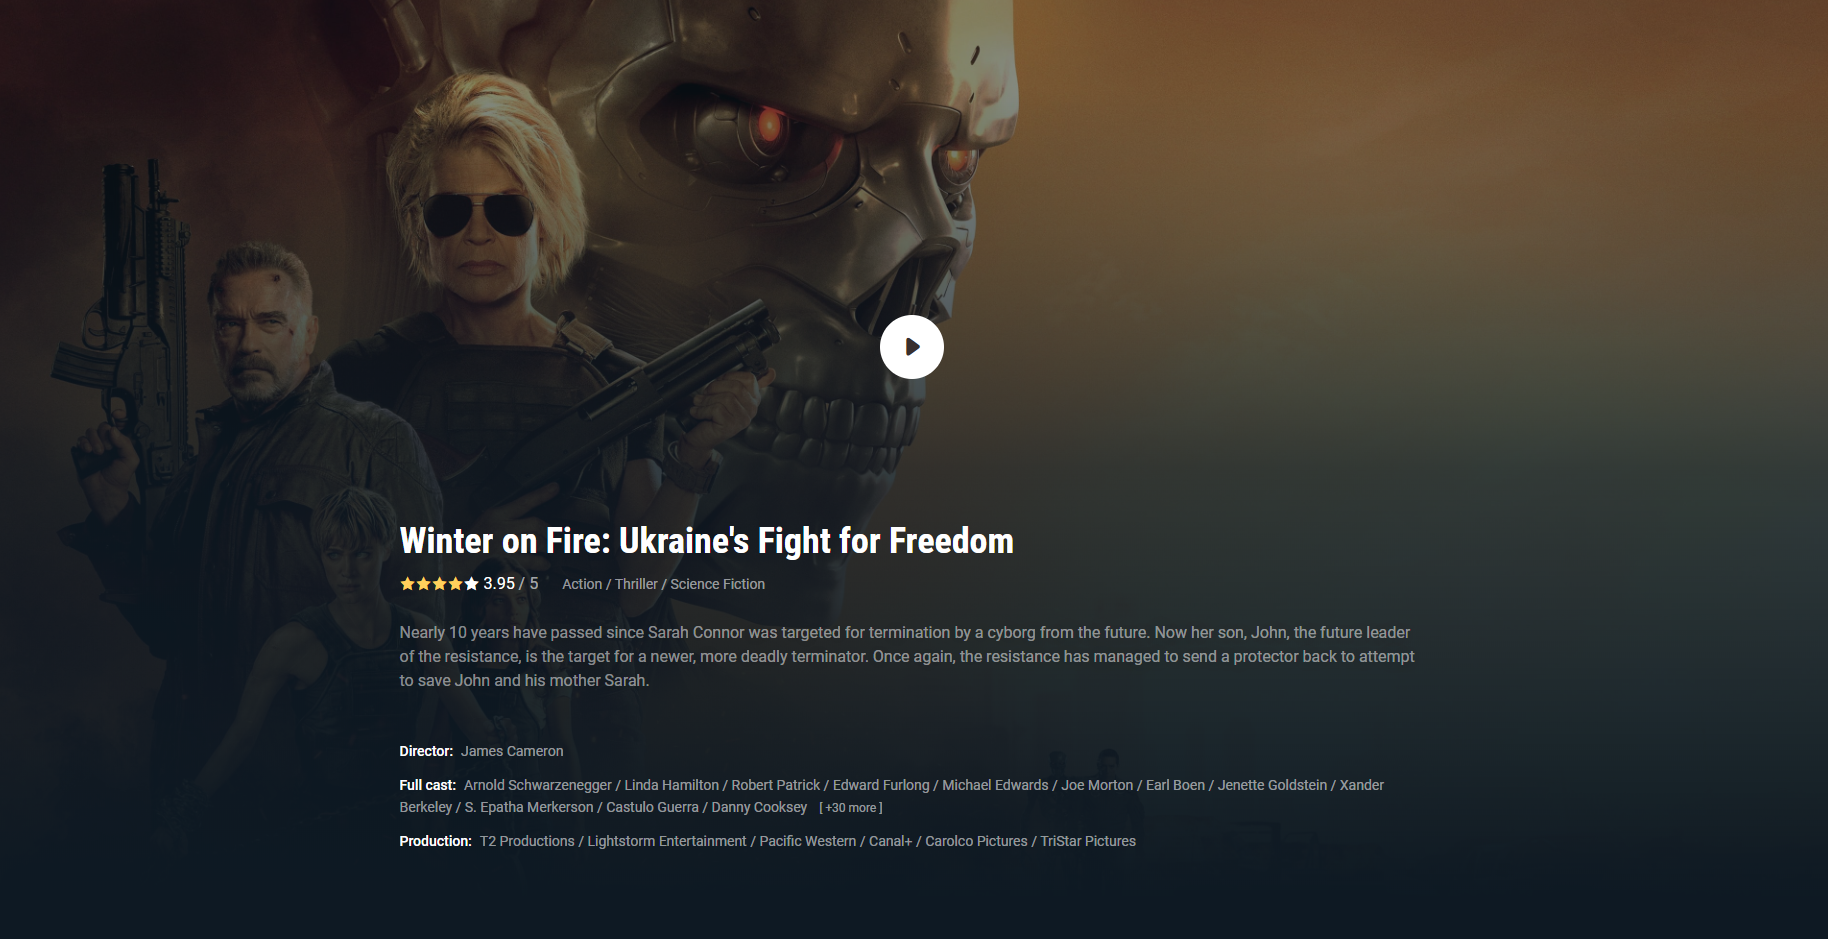 Winter on Fire: Ukraine's Fight for Freedom
3.95 / 5 Action / Thriller / Science Fiction
Nearly 10 years have passed since Sarah Connor was targeted for termination by a cyborg from the future. Now her son, John, the future leader
of the resistance, is the target for a newer, more deadly terminator. Once again, the resistance has managed to send a protector back to attempt
to save John and his mother Sarah.
Director: James Cameron
Full cast: Arnold Schwarzenegger / Linda Hamilton / Robert Patrick / Edward Furlong / Michael Edwards / Joe Morton / Earl Boen / Jenette Goldstein / Xander
Berkeley / S. Epatha Merkerson / Castulo Guerra / Danny Cooksey [ +30 more ]
Production: T2 Productions / Lightstorm Entertainment / Pacific Western / Canal+ / Carolco Pictures / TriStar Pictures